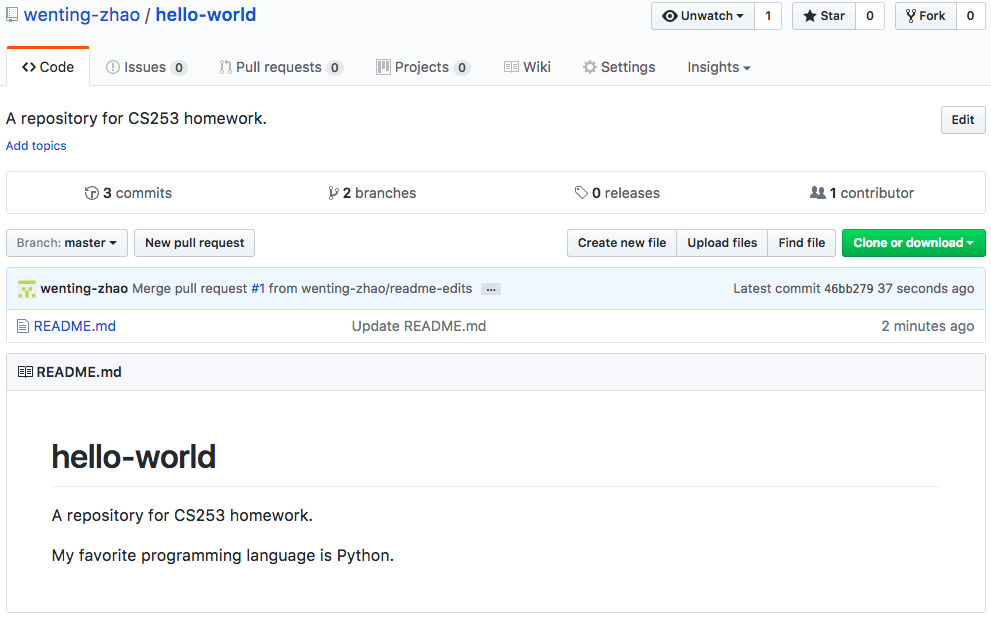 wenting-zhao / hello-world Unwatch 1 Star 0 Fork 0
Code Issues 0 Pull requests 0 Projects 0 Wiki Settings Insights
A repository for CS253 homework. Edit
Add topics
3 commits 2 branches 0 releases 1 contributor
Branch: master New pull request Create new file Upload files Find file Clone or download
wenting-zhao Merge pull request #1 from wenting-zhao/readme-edits … Latest commit 46bb279 37 seconds ago
README.md Update README.md 2 minutes ago
README.md
hello-world
A repository for CS253 homework.
My favorite programming language is Python.